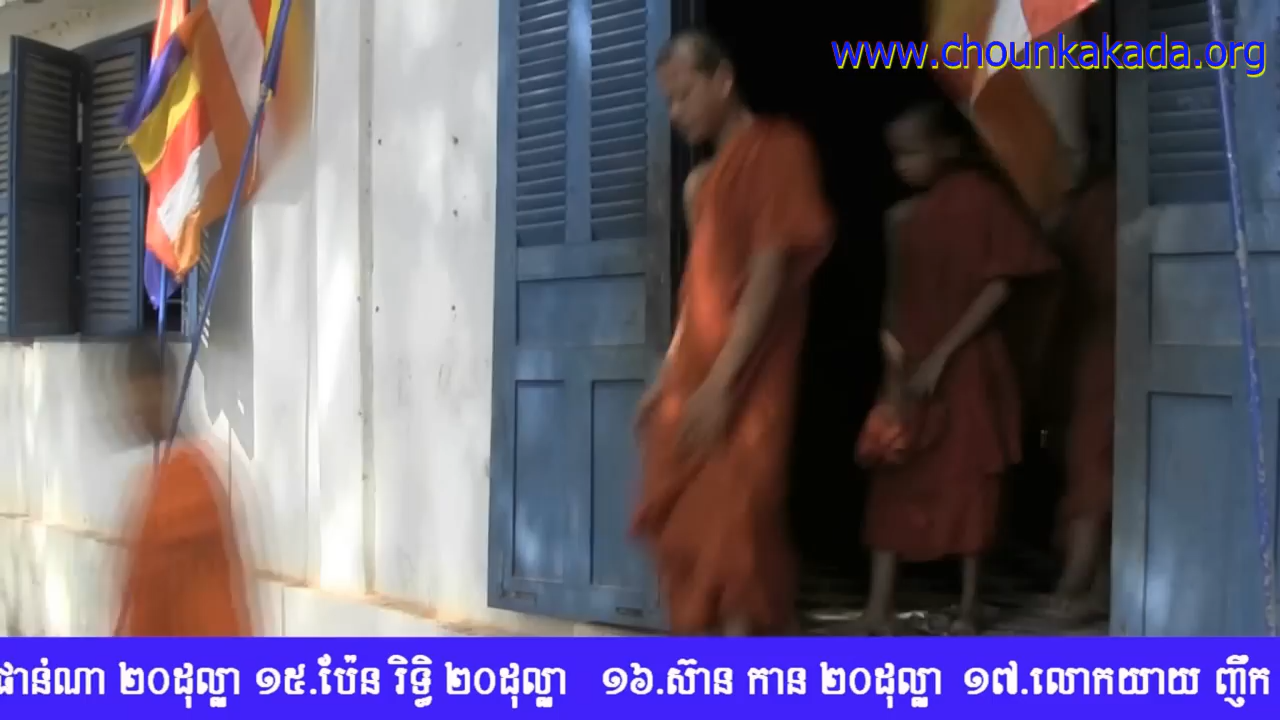 www.chounkakada.org
ផាន់ណា ២០ដុល្លា ១៥.ប៉ែន រិទ្ធិ ២០ដុល្លា ១៦.ស៊ាន កាន ២០ដុល្លា ១៧.លោកយាយ ញឹក